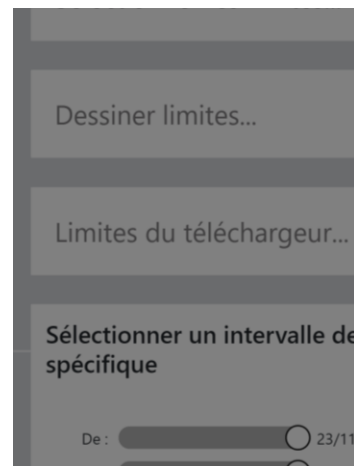 Dessiner limites...
Limites du téléchargeur...
Sélectionner un intervalle de
spécifique
De :
23/11